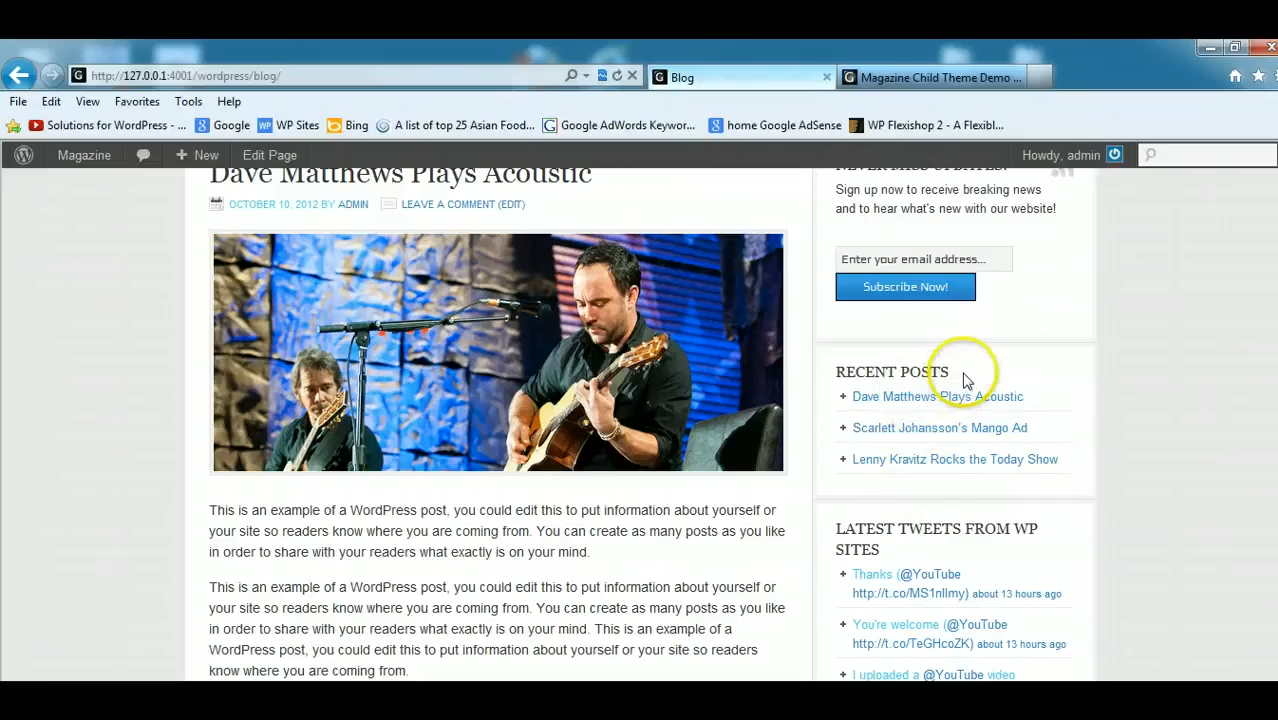 http://127.0.0.1:4001/wordpress/blog/
Blog
Magazine Child Theme Demo ...
File Edit View Favorites Tools Help
Solutions for WordPress - ... Google WP Sites Bing A list of top 25 Asian Food... Google AdWords Keywor... home Google AdSense WP Flexishop 2 - A Flexibl...
Magazine New Edit Page Howdy, admin
Dave Matthews Plays Acoustic
OCTOBER 10, 2012 BY ADMIN LEAVE A COMMENT (EDIT)
This is an example of a WordPress post, you could edit this to put information about yourself or
your site so readers know where you are coming from. You can create as many posts as you like
in order to share with your readers what exactly is on your mind.
This is an example of a WordPress post, you could edit this to put information about yourself or
your site so readers know where you are coming from. You can create as many posts as you like
in order to share with your readers what exactly is on your mind. This is an example of a
WordPress post, you could edit this to put information about yourself or your site so readers
know where you are coming from.
NEVER MISS UPDATES!
Sign up now to receive breaking news
and to hear what's new with our website!
Enter your email address...
Subscribe Now!
RECENT POSTS
Dave Matthews Plays Acoustic
Scarlett Johansson's Mango Ad
Lenny Kravitz Rocks the Today Show
LATEST TWEETS FROM WP
SITES
Thanks (@YouTube
http://t.co/MS1nllmy) about 13 hours ago
You're welcome (@YouTube
http://t.co/TeGHcoZK) about 13 hours ago
I uploaded a @YouTube video